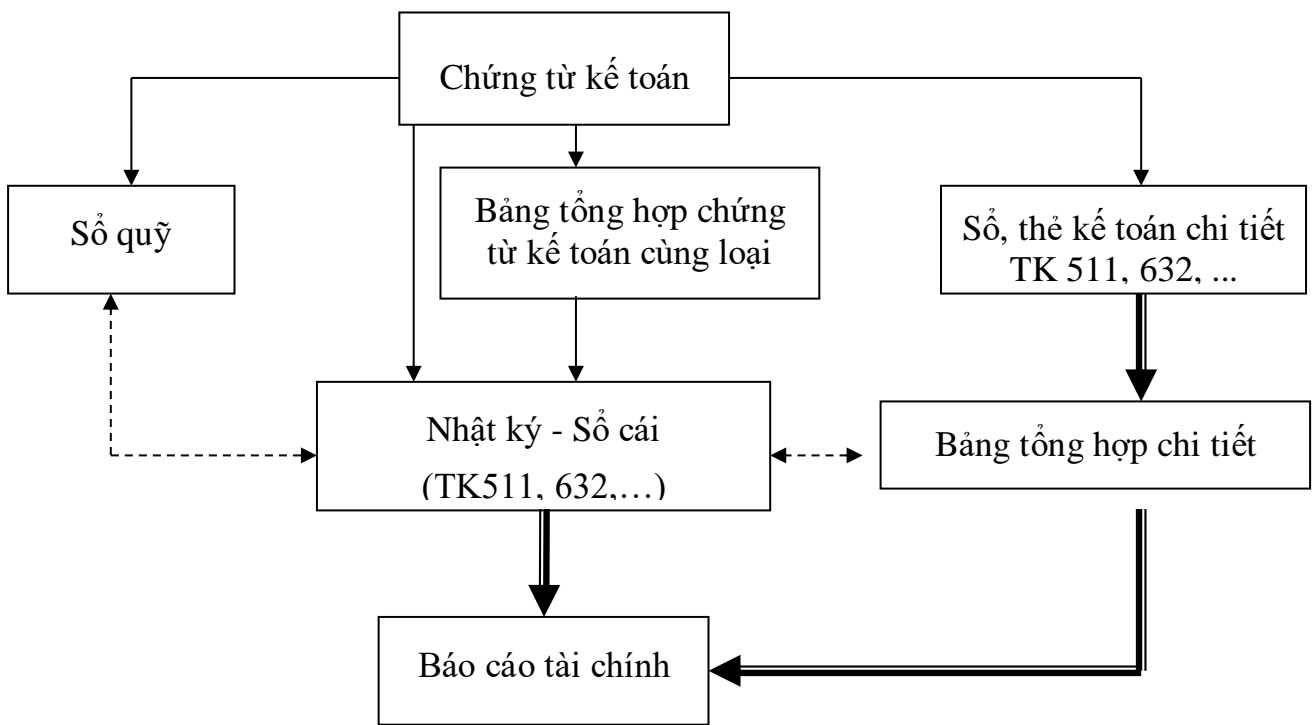 Chứng từ kế toán
Sổ quỹ
Bảng tổng hợp chứng
từ kế toán cùng loại
Sổ, thẻ kế toán chi tiết
TK 511, 632, ...
Nhật ký - Sổ cái
(TK511, 632,…)
Bảng tổng hợp chi tiết
Báo cáo tài chính